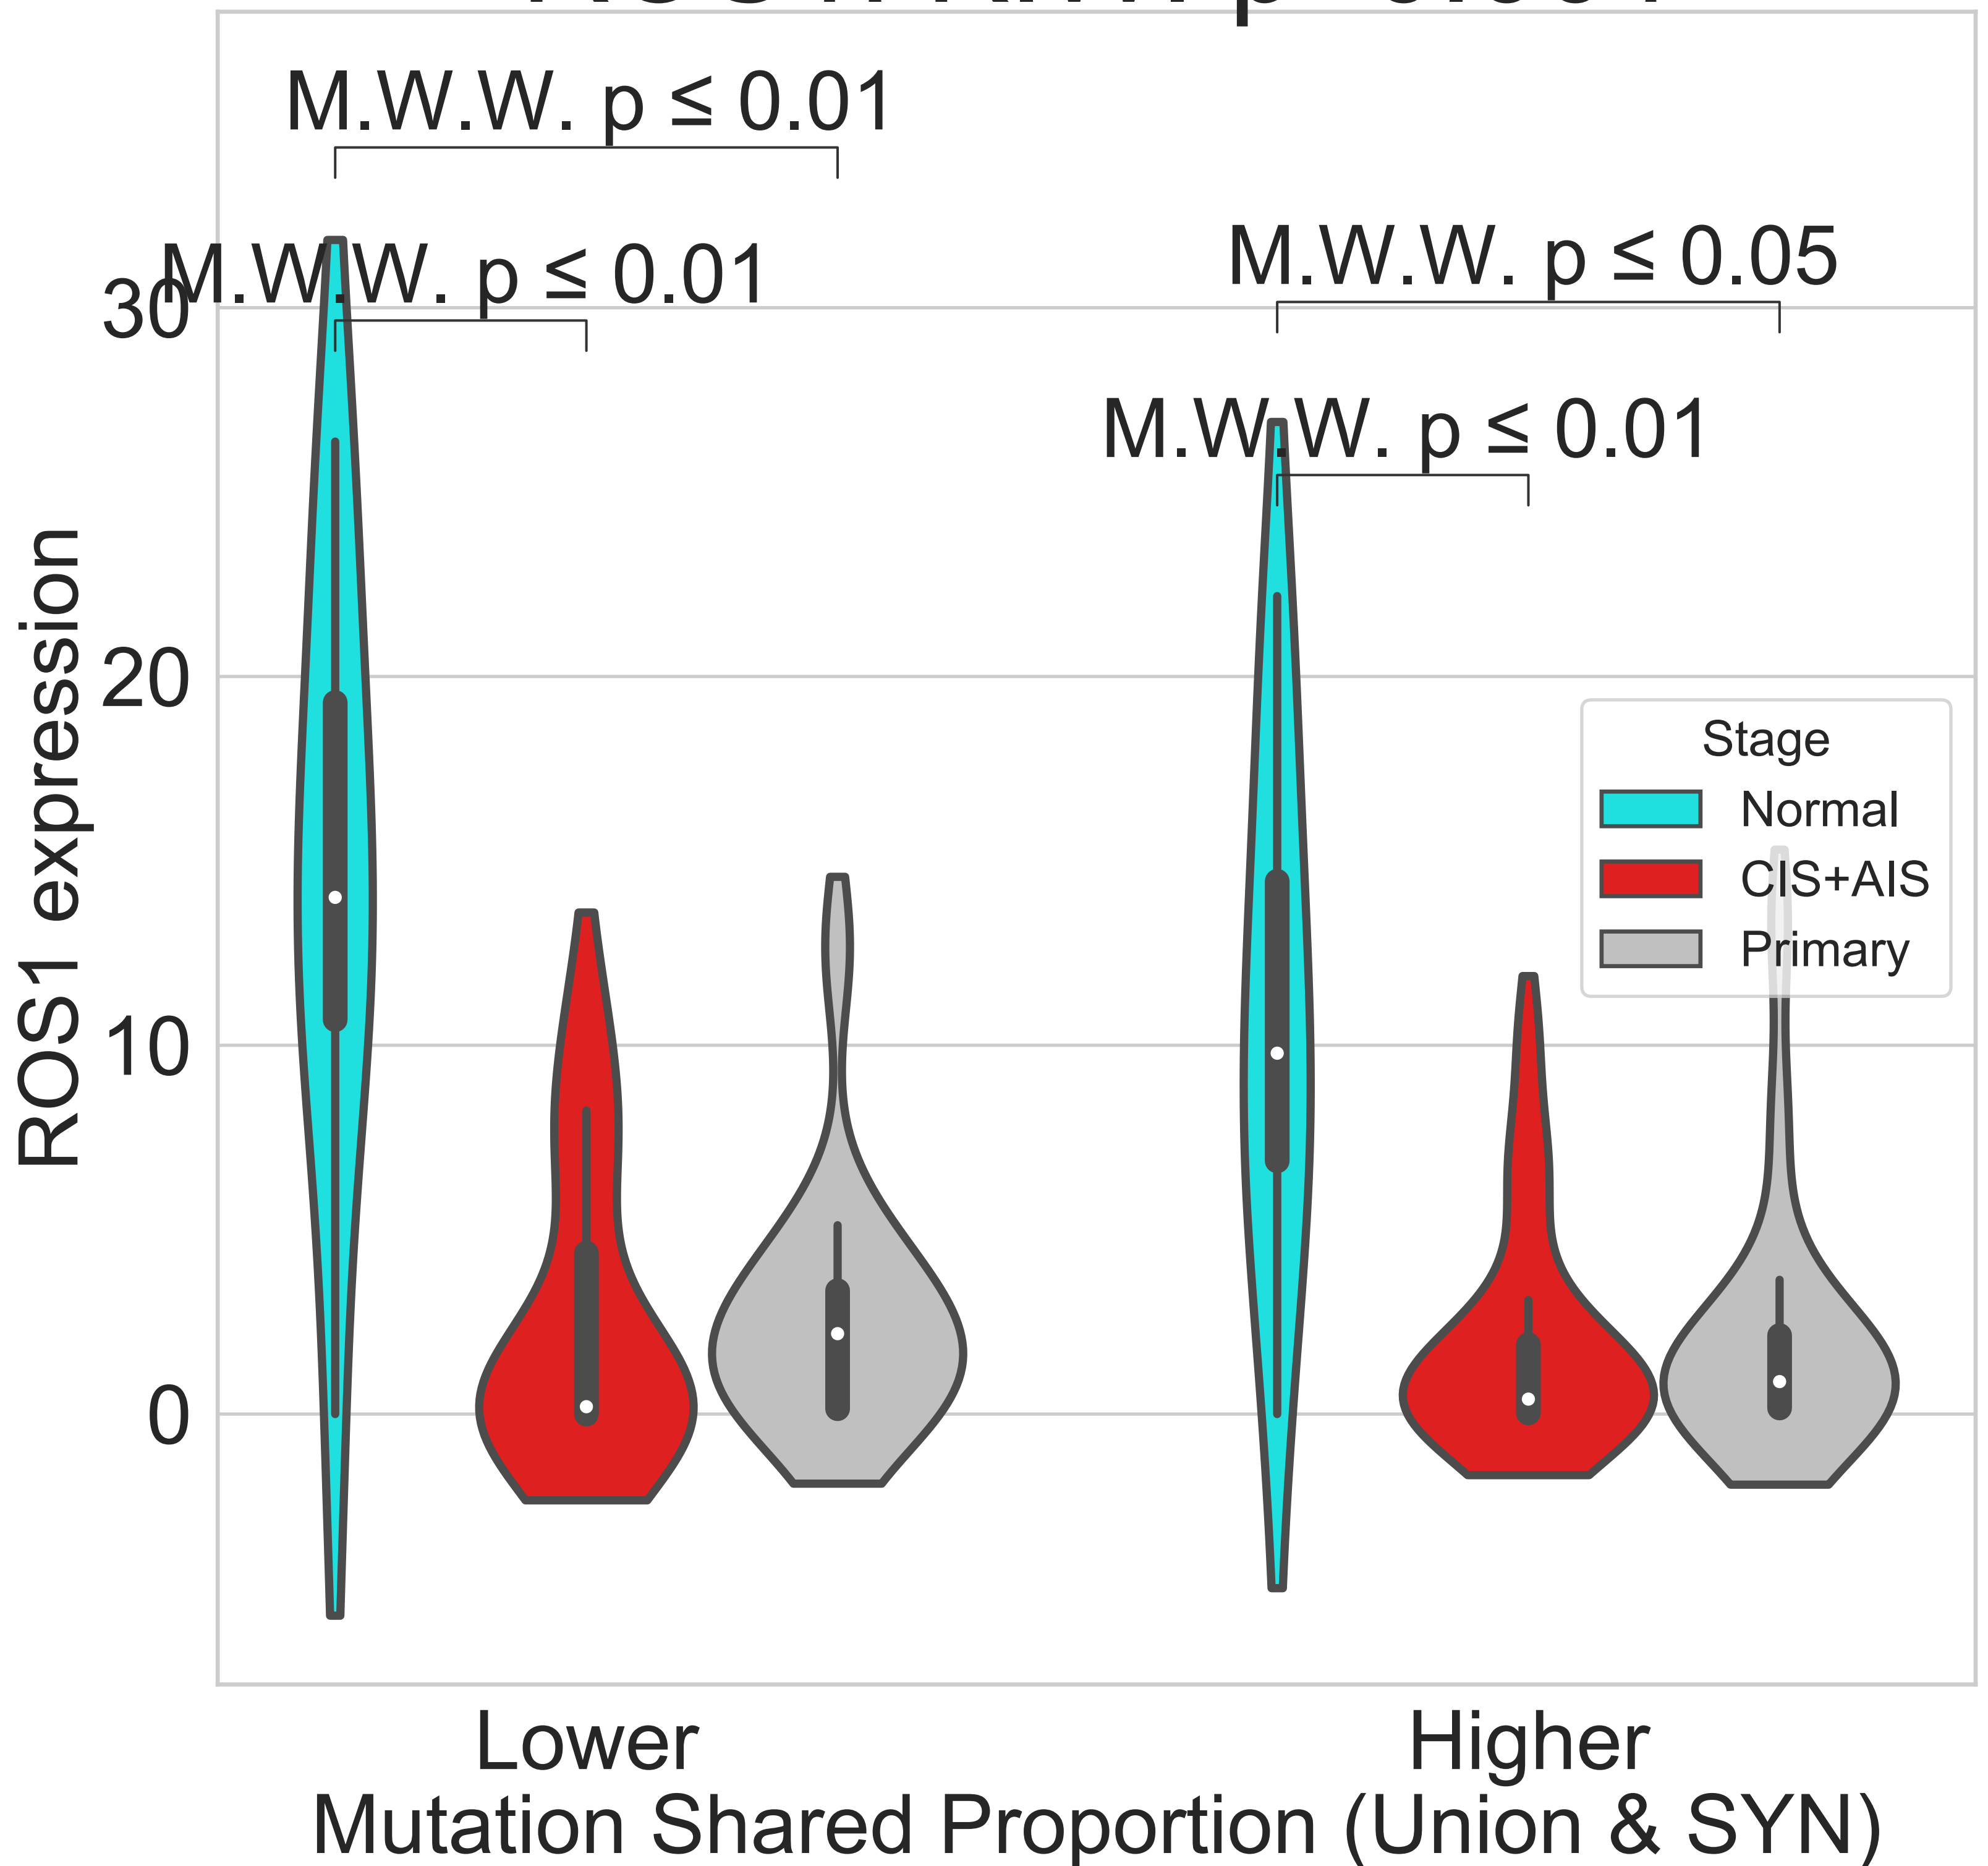 M.W.W. p ≤ 0.01
M.W.W. p ≤ 0.01
M.W.W. p ≤ 0.05
M.W.W. p ≤ 0.01
30
20
10
0
ROS1 expression
Stage
Normal
CIS+AIS
Primary
Lower
Higher
Mutation Shared Proportion (Union & SYN)